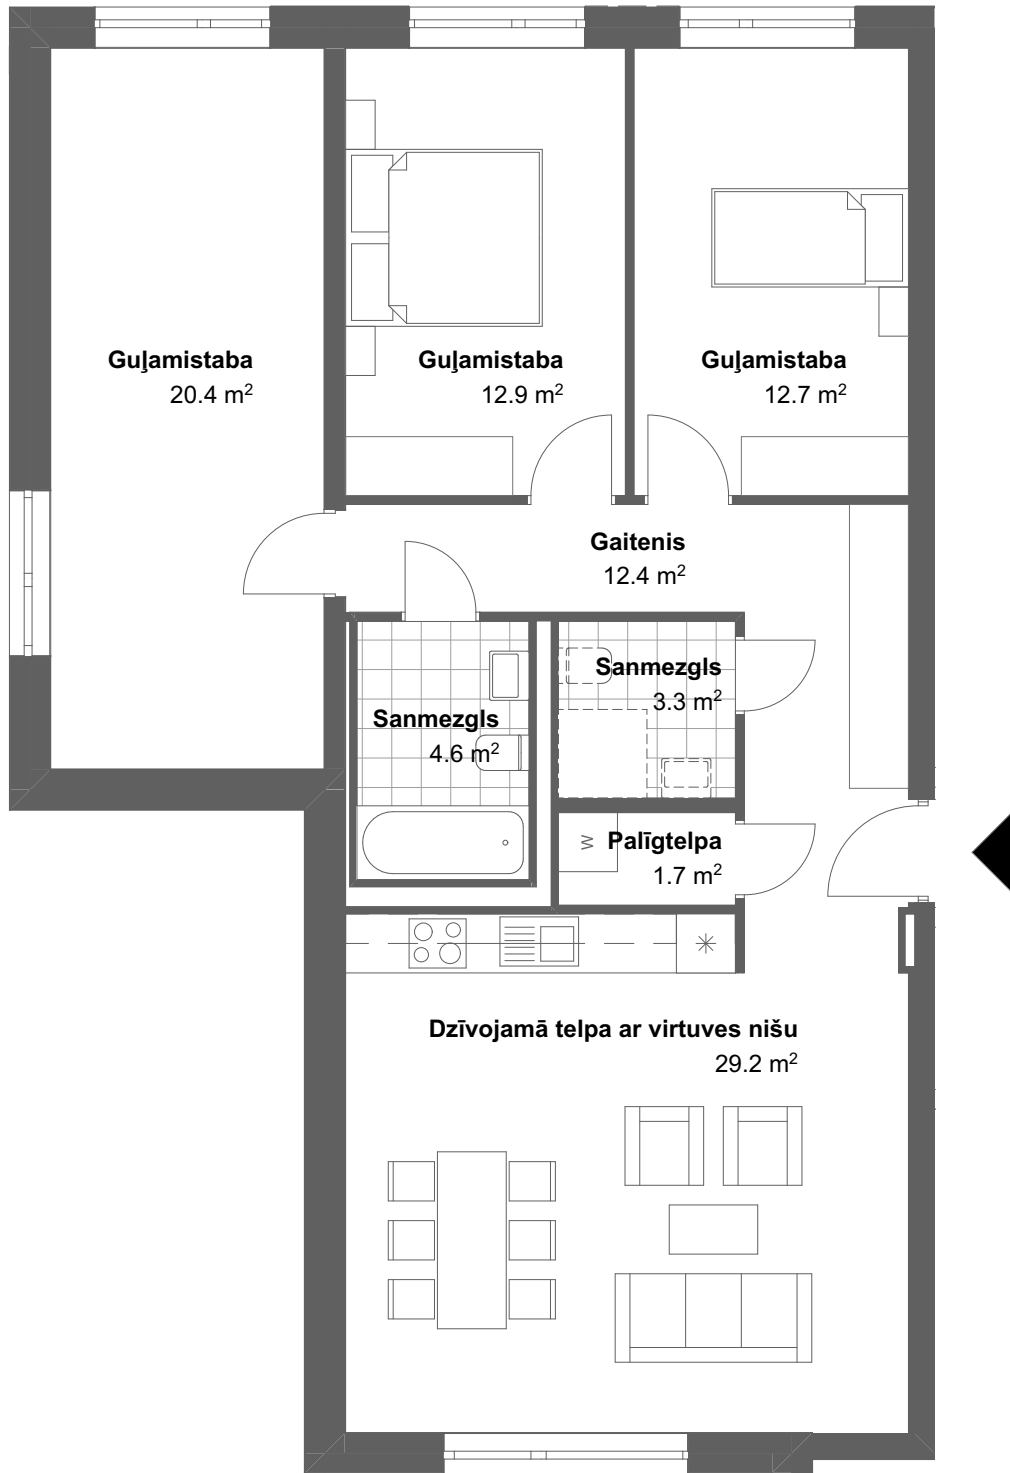 Guļamistaba
20.4 m²
Guļamistaba
12.9 m²
Guļamistaba
12.7 m²
Gaitenis
12.4 m²
Sanmezgls
3.3 m²
Sanmezgls
4.6 m²
W
Palīgtelpa
1.7 m²
Dzīvojamā telpa ar virtuves nišu
29.2 m²